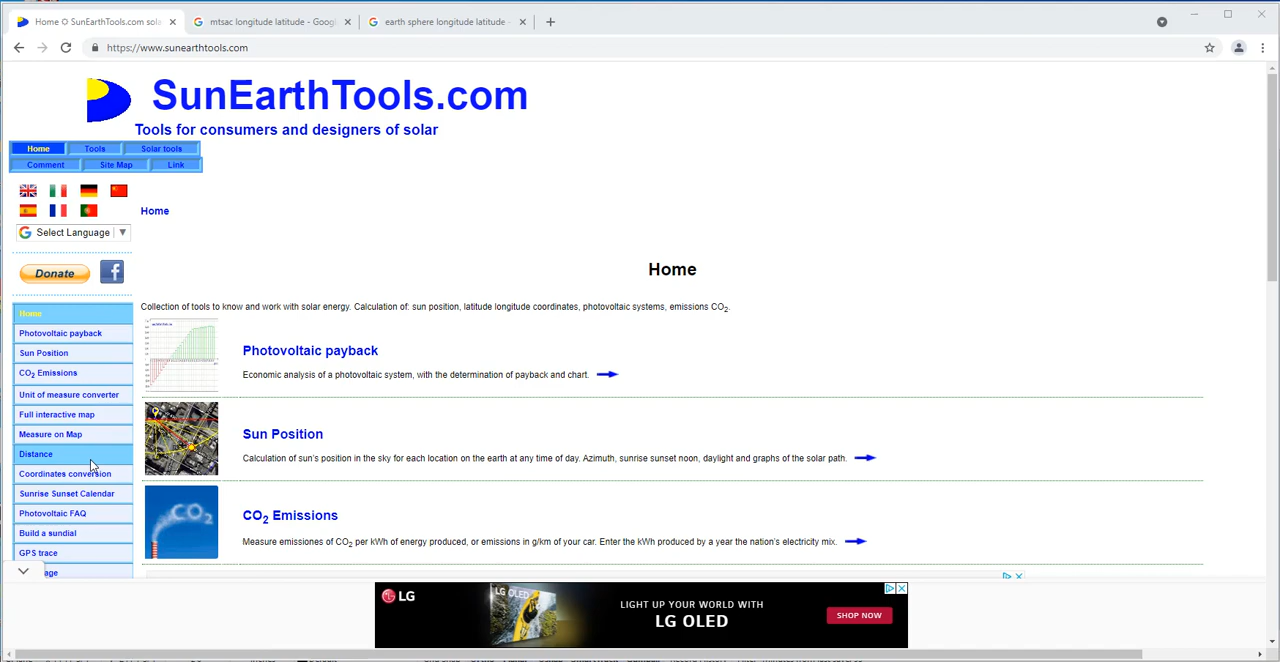 Home O SunEarthTools.com sola
mtsac longitude latitude - Googl
earth sphere longitude latitude -
https://www.sunearthtools.com
SunEarthTools.com
Tools for consumers and designers of solar
Home Tools Solar tools
Comment Site Map Link
Select Language
Home
Donate
Home
Collection of tools to know and work with solar energy. Calculation of: sun position, latitude longitude coordinates, photovoltaic systems, emissions CO2.
Home
Photovoltaic payback
Sun Position
CO2 Emissions
Unit of measure converter
Full interactive map
Measure on Map
Distance
Coordinates conversion
Sunrise Sunset Calendar
Photovoltaic FAQ
Build a sundial
GPS trace
Photovoltaic payback
Economic analysis of a photovoltaic system, with the determination of payback and chart.
Sun Position
Calculation of sun's position in the sky for each location on the earth at any time of day. Azimuth, sunrise sunset noon, daylight and graphs of the solar path.
CO2
CO2 Emissions
Measure emissiones of CO2 per kWh of energy produced, or emissions in g/km of your car. Enter the kWh produced by a year the nation's electricity mix.
LG
LG OLED
LIGHT UP YOUR WORLD WITH
LG OLED
SHOP NOW